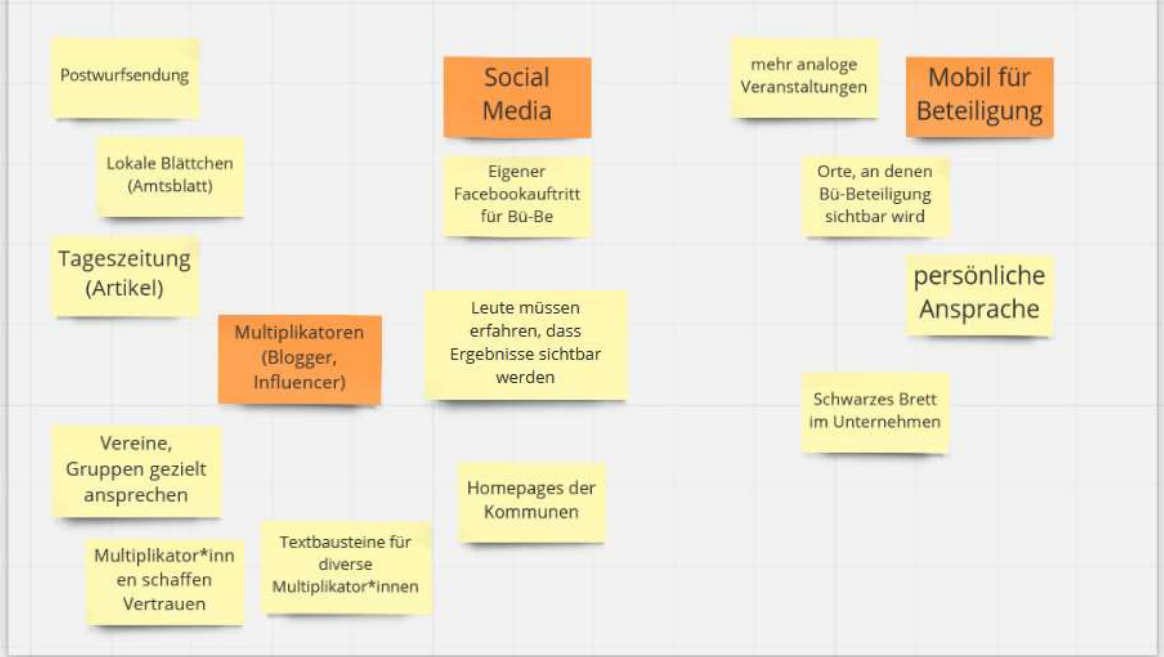 Postwurfsendung
Lokale Blättchen
(Amtsblatt)
Tageszeitung
(Artikel)
Multiplikatoren
(Blogger,
Influencer)
Vereine,
Gruppen gezielt
ansprechen
Multiplikator*inn
en schaffen
Vertrauen
Textbausteine für
diverse
Multiplikator*innen
Social
Media
Eigener
Facebookauftritt
für Bü-Be
Leute müssen
erfahren, dass
Ergebnisse sichtbar
werden
Homepages der
Kommunen
mehr analoge
Veranstaltungen
Mobil für
Beteiligung
Orte, an denen
Bü-Beteiligung
sichtbar wird
persönliche
Ansprache
Schwarzes Brett
im Unternehmen